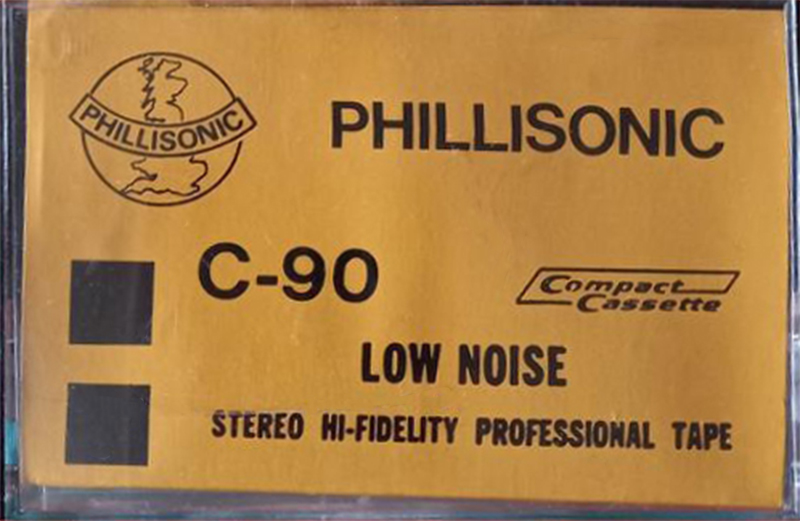 PHILLISONIC
PHILLISONIC
C-90
Compact
Cassette
LOW NOISE
STEREO HI-FIDELITY PROFESSIONAL TAPE